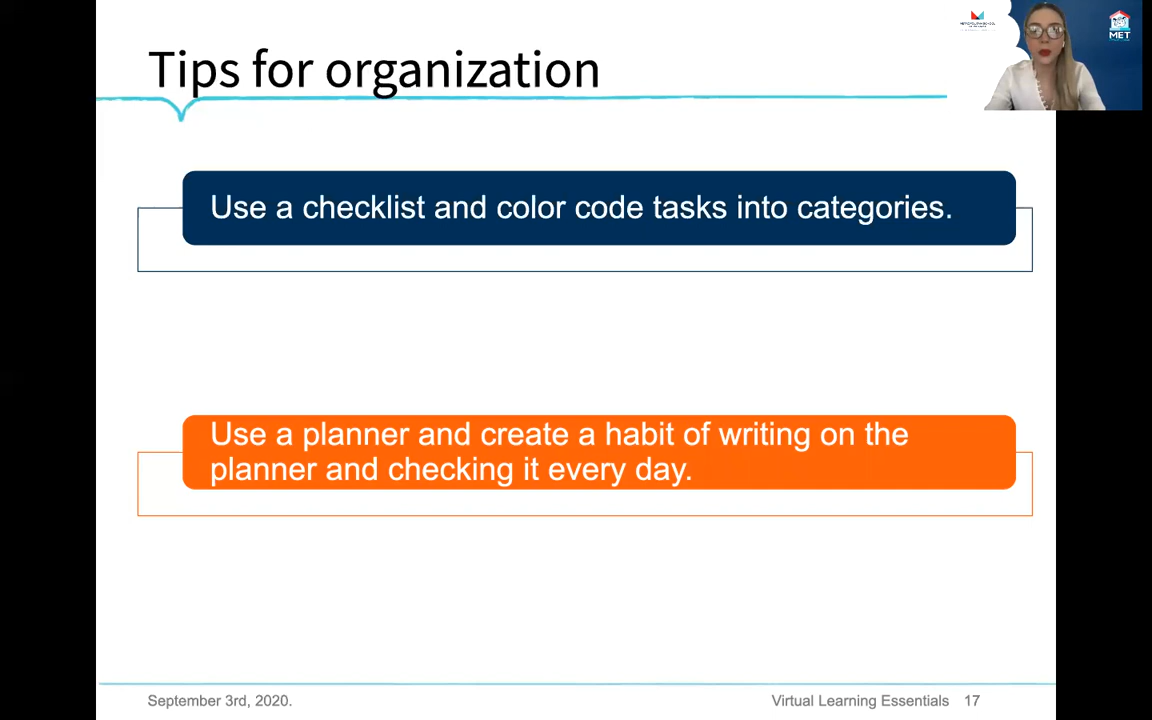 Tips for organization
MET
Use a checklist and color code tasks into categories.
Use a planner and create a habit of writing on the
planner and checking it every day.
September 3rd, 2020.
Virtual Learning Essentials 17